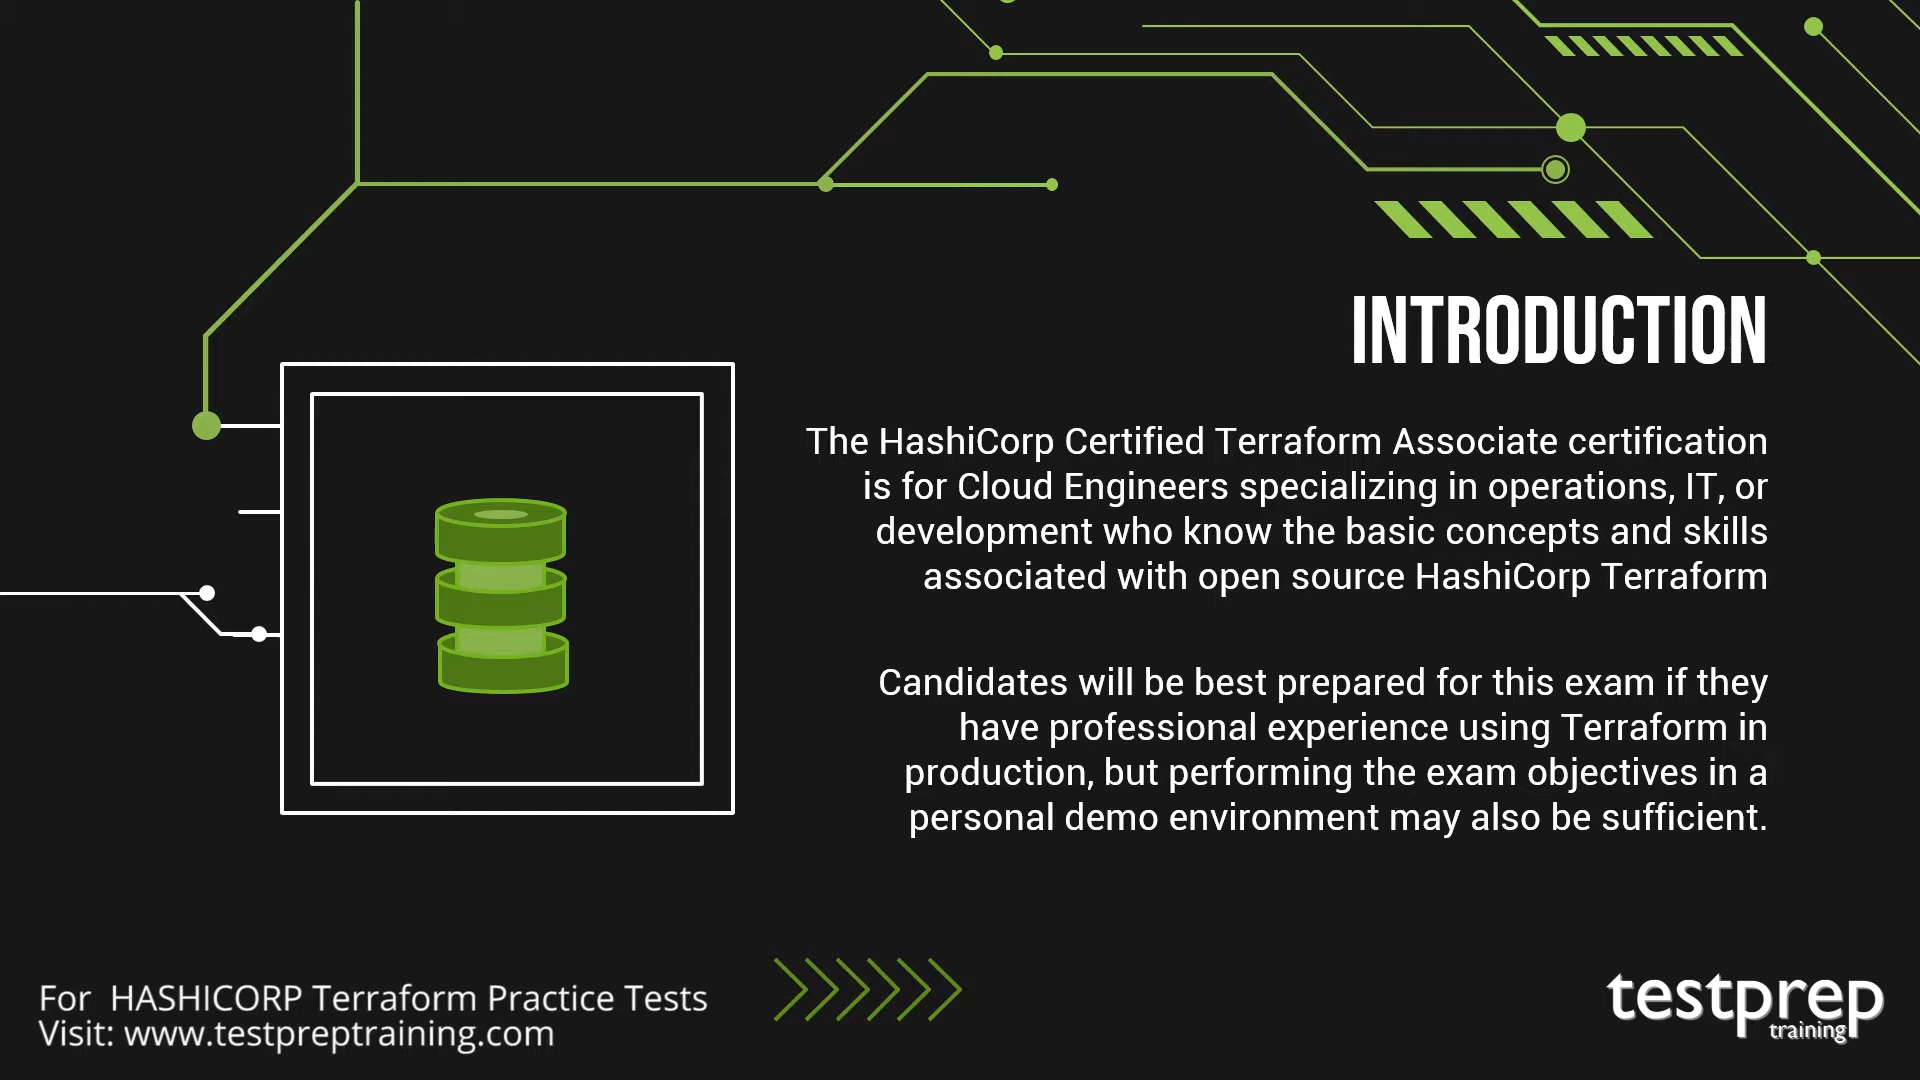 INTRODUCTION
The HashiCorp Certified Terraform Associate certification
is for Cloud Engineers specializing in operations, IT, or
development who know the basic concepts and skills
associated with open source HashiCorp Terraform
Candidates will be best prepared for this exam if they
have professional experience using Terraform in
production, but performing the exam objectives in a
personal demo environment may also be sufficient.
For  HASHICORP Terraform Practice Tests
Visit: www.testpreptraining.com
testprep
training